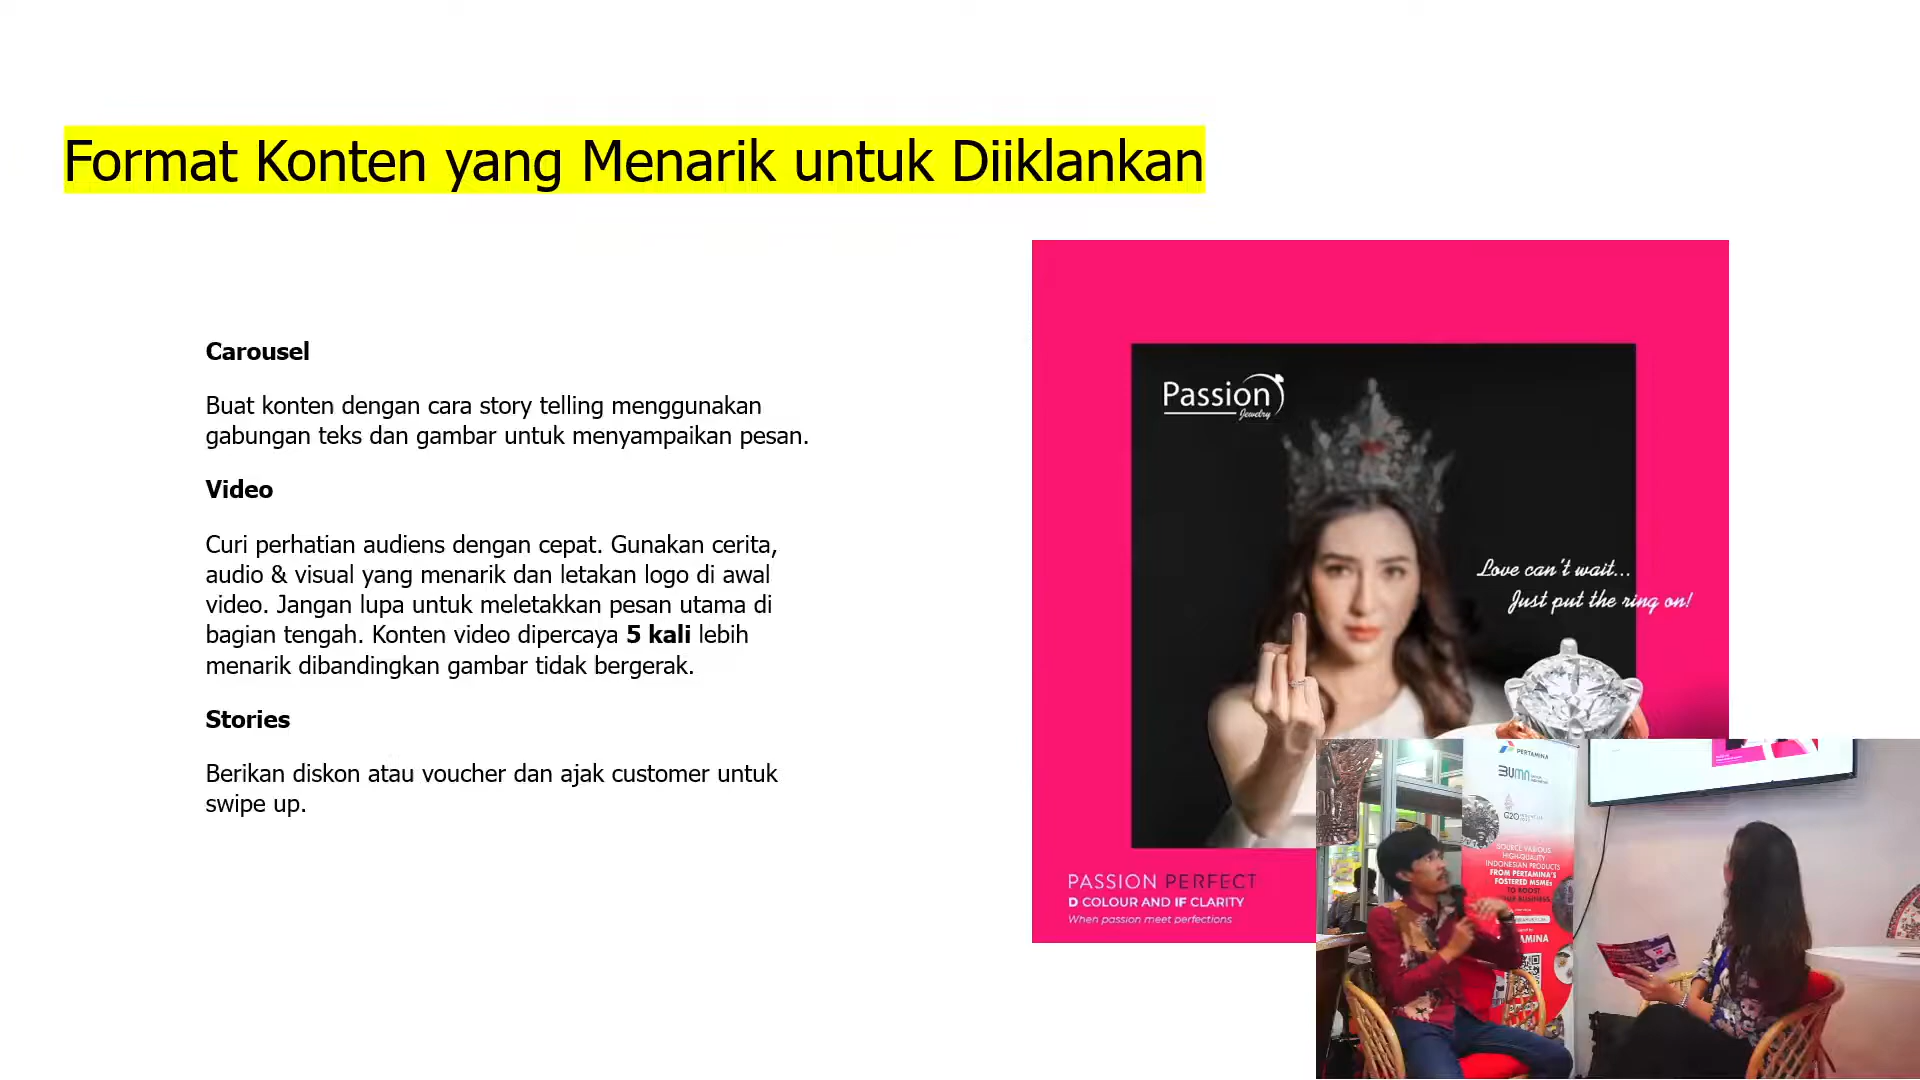 Format Konten yang Menarik untuk Diiklankan
Carousel
Buat konten dengan cara story telling menggunakan
gabungan teks dan gambar untuk menyampaikan pesan.
Video
Curi perhatian audiens dengan cepat. Gunakan cerita,
audio & visual yang menarik dan letakan logo di awal
video. Jangan lupa untuk meletakkan pesan utama di
bagian tengah. Konten video dipercaya 5 kali lebih
menarik dibandingkan gambar tidak bergerak.
Stories
Berikan diskon atau voucher dan ajak customer untuk
swipe up.
Passion
Jewelry
Love can't wait...
Just put the ring on!
PASSION PERFECT
D COLOUR AND IF CLARITY
When passion meet perfections
PERTAMINA
BUMN
G20
SOURCE VARIOUS
HIGH-QUALITY
INDONESIAN PRODUCTS
FROM PERTAMINA'S
FOSTERED MSMEs
TO BOOST
BUSINESS